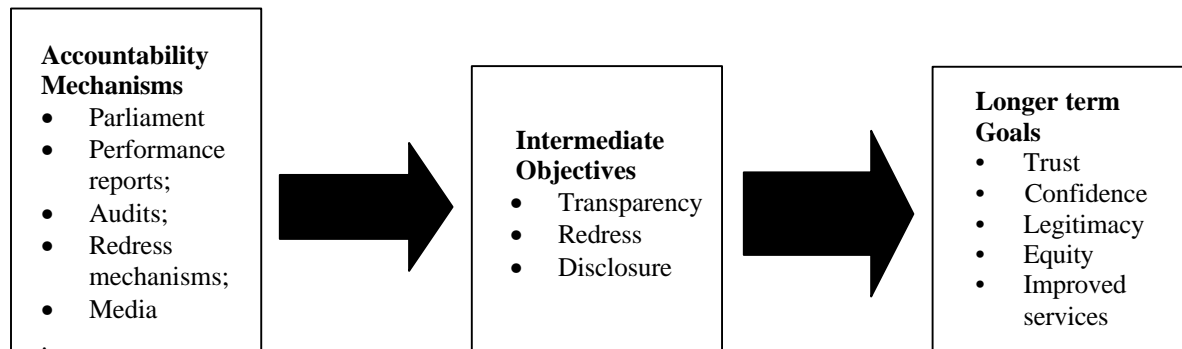 Accountability
Mechanisms
• Parliament
• Performance
reports;
• Audits;
• Redress
mechanisms;
• Media
.
Intermediate
Objectives
• Transparency
• Redress
• Disclosure
Longer term
Goals
• Trust
• Confidence
• Legitimacy
• Equity
• Improved
services